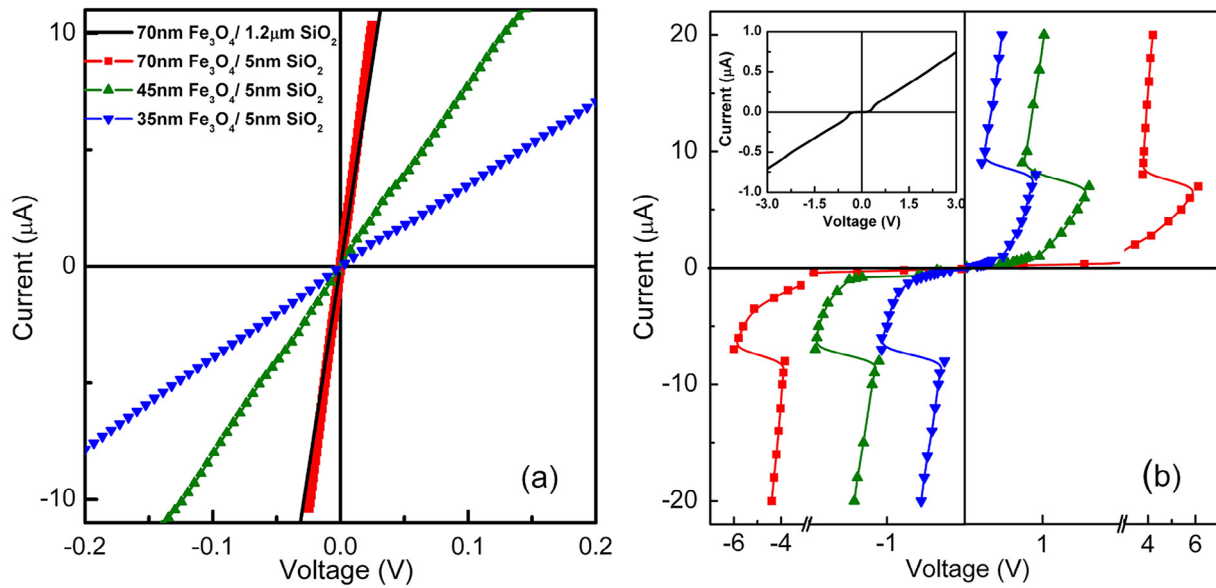 70nm Fe₃O₄/ 1.2μm SiO₂
70nm Fe₃O₄/ 5nm SiO₂
45nm Fe₃O₄/ 5nm SiO₂
35nm Fe₃O₄/ 5nm SiO₂
10
0
-10
Current (μA)
-0.2
-0.1
0.0
0.1
0.2
Voltage (V)
(a)
20
10
0
-10
-20
Current (μA)
-6
-4
-1
1
4
6
Voltage (V)
(b)
1.0
0.5
0.0
-0.5
-1.0
Current (μA)
-3.0
-1.5
0.0
1.5
3.0
Voltage (V)